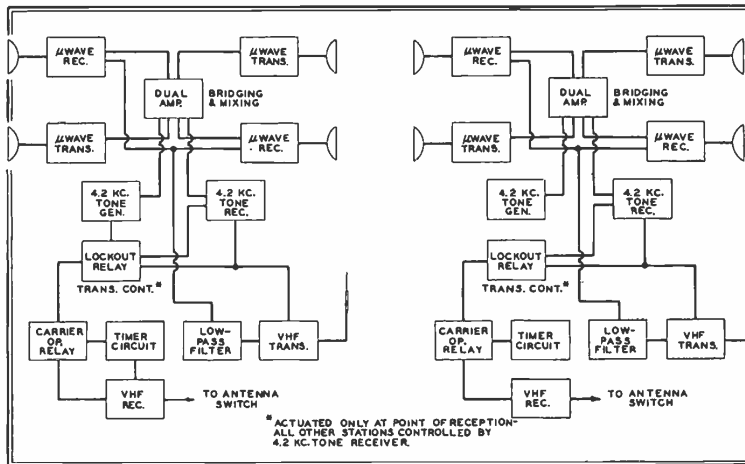 μWAVE
REC.
μWAVE
TRANS.
DUAL
AMP.
BRIDGING
& MIXING
μWAVE
TRANS.
μWAVE
REC.
4.2 KC.
TONE
GEN.
4.2 KC.
TONE
REC.
LOCKOUT
RELAY
TRANS. CONT.*
CARRIER
OP.
RELAY
TIMER
CIRCUIT
LOW-
PASS
FILTER
VHF
TRANS.
VHF
REC.
TO ANTENNA
SWITCH
μWAVE
REC.
μWAVE
TRANS.
DUAL
AMP.
BRIDGING
& MIXING
μWAVE
TRANS.
μWAVE
REC.
4.2 KC.
TONE
GEN.
4.2 KC.
TONE
REC.
LOCKOUT
RELAY
TRANS. CONT.*
CARRIER
OP.
RELAY
TIMER
CIRCUIT
LOW-
PASS
FILTER
VHF
TRANS.
VHF
REC.
TO ANTENNA
SWITCH
*ACTUATED ONLY AT POINT OF RECEPTION-
ALL OTHER STATIONS CONTROLLED BY
4.2 KC. TONE RECEIVER.